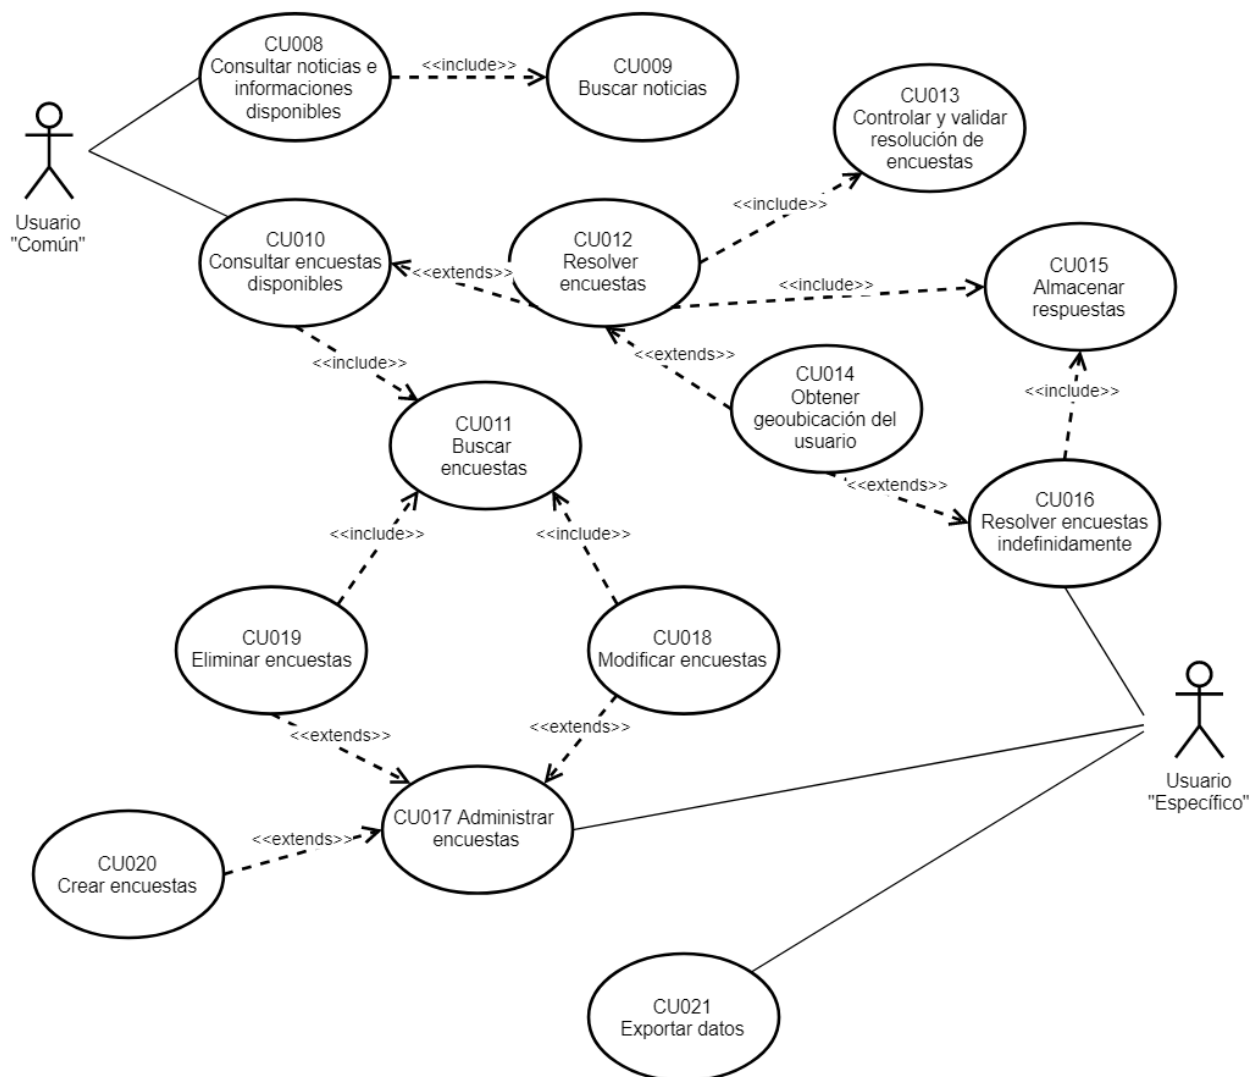 CU008
Consultar noticias e
informaciones
disponibles
<<include>>
CU009
Buscar noticias
CU013
Controlar y validar
resolución de
encuestas
Usuario
"Común"
<<include>>
CU010
Consultar encuestas
disponibles
<<extends>>
CU012
Resolver
encuestas
<<include>>
CU015
Almacenar
respuestas
<<include>>
<<extends>>
CU014
Obtener
geoubicación del
usuario
<<include>>
CU011
Buscar
encuestas
<<extends>>
CU016
Resolver encuestas
indefinidamente
<<include>>
<<include>>
CU019
Eliminar encuestas
CU018
Modificar encuestas
<<extends>>
<<extends>>
Usuario
"Específico"
CU017 Administrar
encuestas
<<extends>>
CU020
Crear encuestas
CU021
Exportar datos